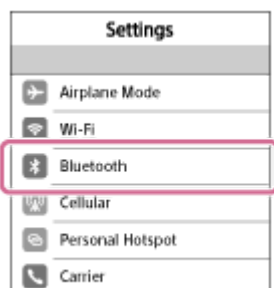 Settings
Airplane Mode
Wi-Fi
Bluetooth
Cellular
Personal Hotspot
Carrier